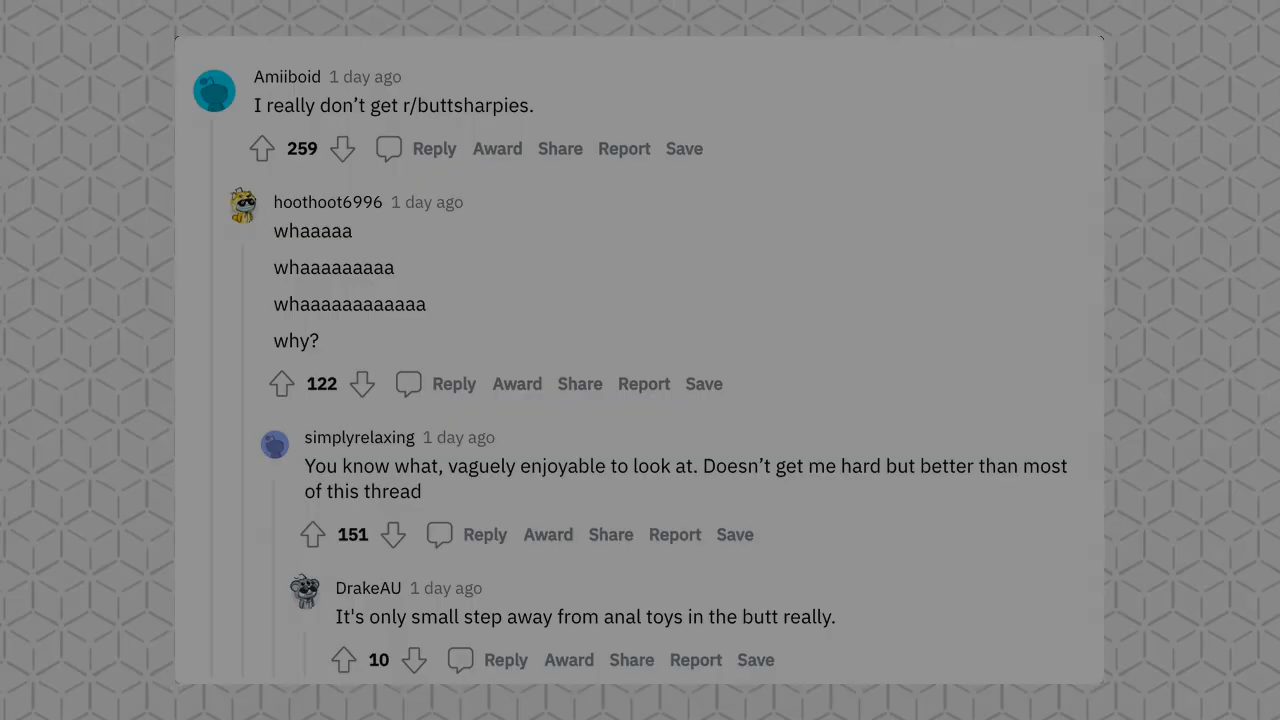 Amiiboid 1 day ago
I really don’t get r/buttsharpies.
259 Reply Award Share Report Save
hoothoot6996 1 day ago
whaaaaa
whaaaaaaaaa
whaaaaaaaaaaaa
why?
122 Reply Award Share Report Save
simplyrelaxing 1 day ago
You know what, vaguely enjoyable to look at. Doesn’t get me hard but better than most
of this thread
151 Reply Award Share Report Save
DrakeAU 1 day ago
It's only small step away from anal toys in the butt really.
10 Reply Award Share Report Save